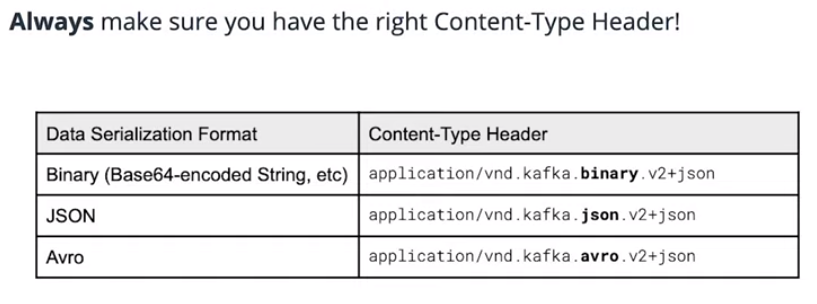 Always make sure you have the right Content-Type Header!
Data Serialization Format Content-Type Header
Binary (Base64-encoded String, etc) application/vnd.kafka.binary.v2+json
JSON application/vnd.kafka.json.v2+json
Avro application/vnd.kafka.avro.v2+json